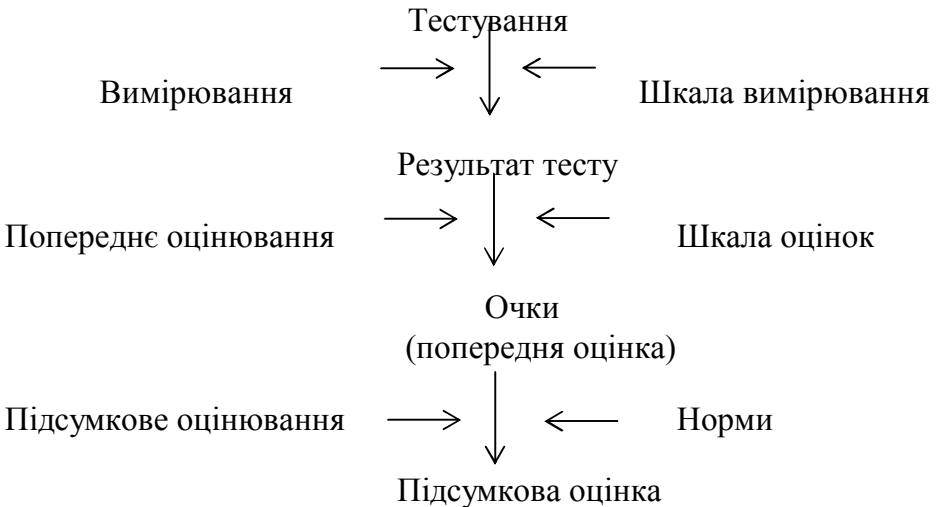 Тестування
Вимірювання
Шкала вимірювання
Результат тесту
Попереднє оцінювання
Шкала оцінок
Очки
(попередня оцінка)
Підсумкове оцінювання
Норми
Підсумкова оцінка